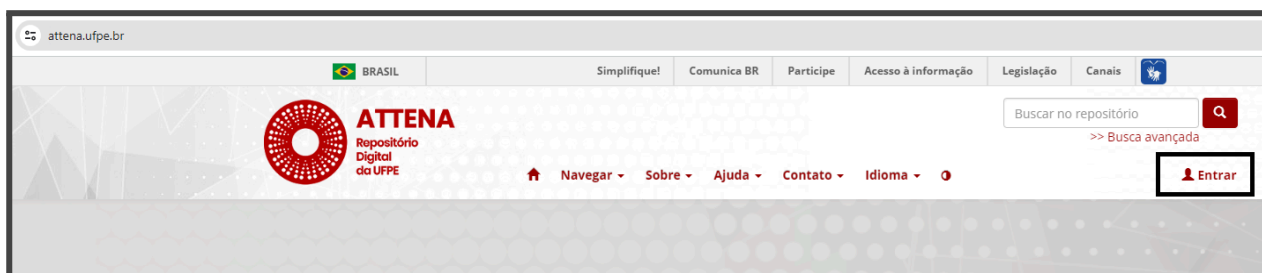 attena.ufpe.br
BRASIL Simplifique! Comunica BR Participe Acesso à informação Legislação Canais
ATTENA
Repositório
Digital
da UFPE
Buscar no repositório
>> Busca avançada
Navegar Sobre Ajuda Contato Idioma Entrar